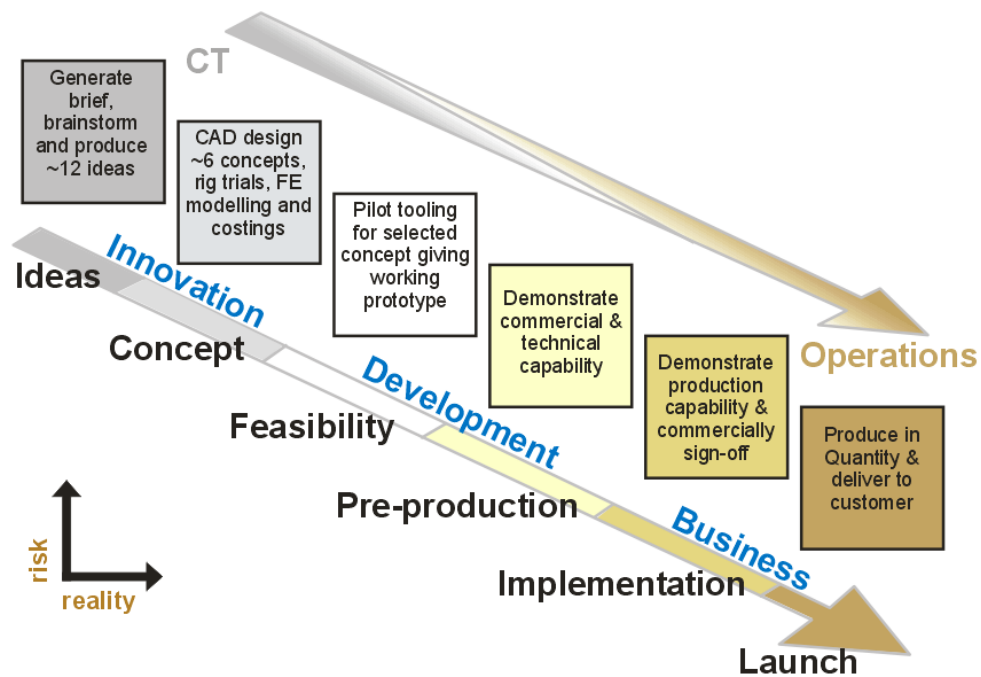 CT
Generate
brief,
brainstorm
and produce
~12 ideas
CAD design
~6 concepts,
rig trials, FE
modelling and
costings
Pilot tooling
for selected
concept giving
working
prototype
Demonstrate
commercial &
technical
capability
Demonstrate
production
capability &
commercially
sign-off
Produce in
Quantity &
deliver to
customer
Operations
Innovation
Development
Business
Ideas
Concept
Feasibility
Pre-production
Implementation
Launch
risk
reality